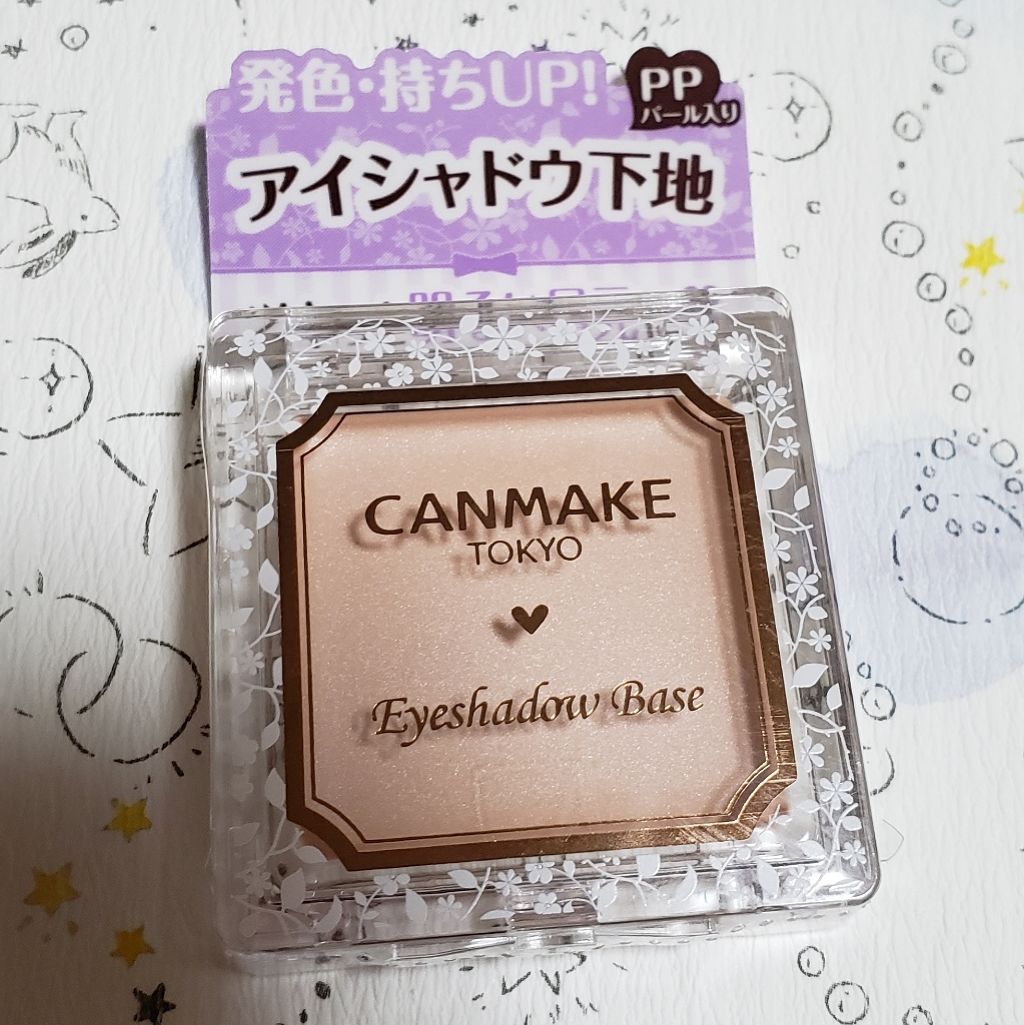 発色・持ちUP!
PP
パール入り
アイシャドウ下地
CANMAKE
TOKYO
Eyeshadow Base